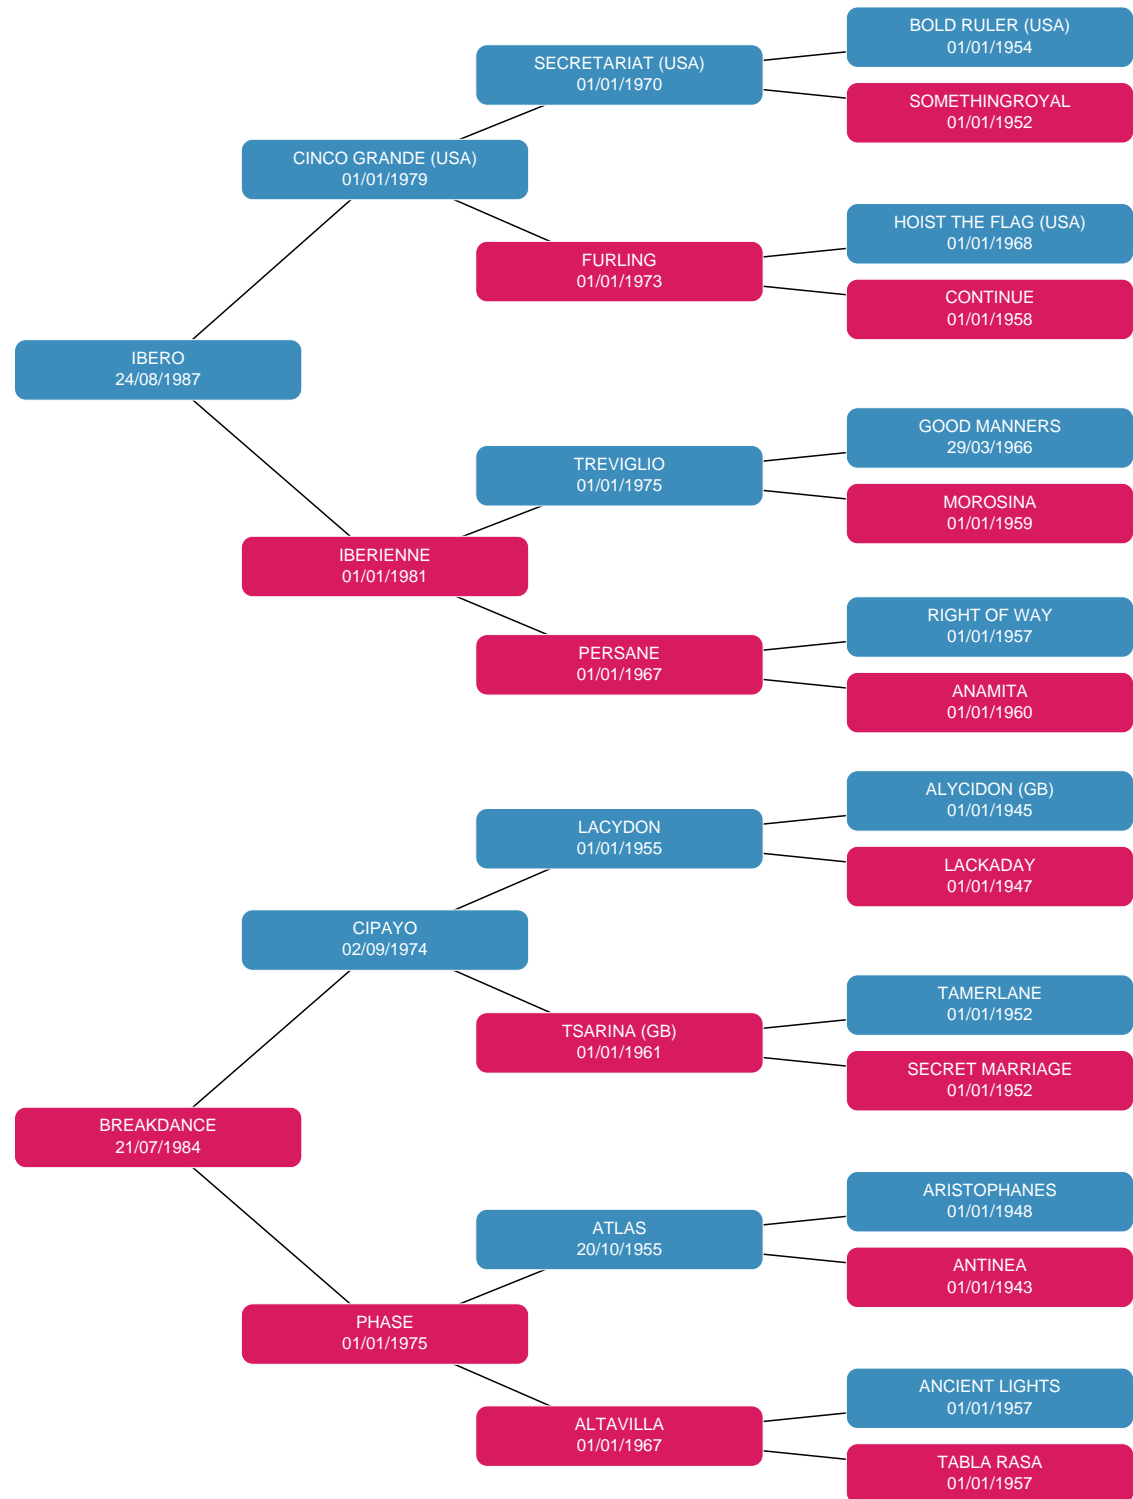 BOLD RULER (USA)
01/01/1954
SECRETARIAT (USA)
01/01/1970
SOMETHINGROYAL
01/01/1952
CINCO GRANDE (USA)
01/01/1979
HOIST THE FLAG (USA)
01/01/1968
FURLING
01/01/1973
CONTINUE
01/01/1958
IBERO
24/08/1987
GOOD MANNERS
29/03/1966
TREVIGLIO
01/01/1975
MOROSINA
01/01/1959
IBERIENNE
01/01/1981
RIGHT OF WAY
01/01/1957
PERSANE
01/01/1967
ANAMITA
01/01/1960
ALYCIDON (GB)
01/01/1945
LACYDON
01/01/1955
LACKADAY
01/01/1947
CIPAYO
02/09/1974
TAMERLANE
01/01/1952
TSARINA (GB)
01/01/1961
SECRET MARRIAGE
01/01/1952
BREAKDANCE
21/07/1984
ARISTOPHANES
01/01/1948
ATLAS
20/10/1955
ANTINEA
01/01/1943
PHASE
01/01/1975
ANCIENT LIGHTS
01/01/1957
ALTAVILLA
01/01/1967
TABLA RASA
01/01/1957